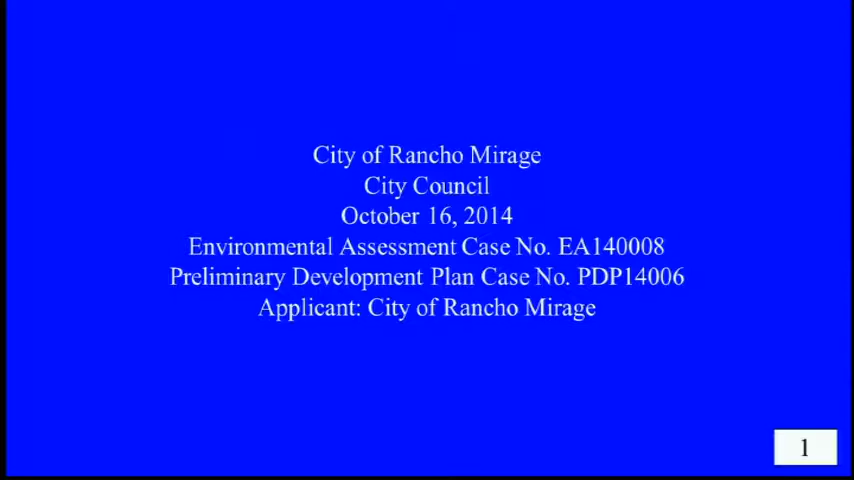 City of Rancho Mirage
City Council
October 16, 2014
Environmental Assessment Case No. EA140008
Preliminary Development Plan Case No. PDP14006
Applicant: City of Rancho Mirage
1